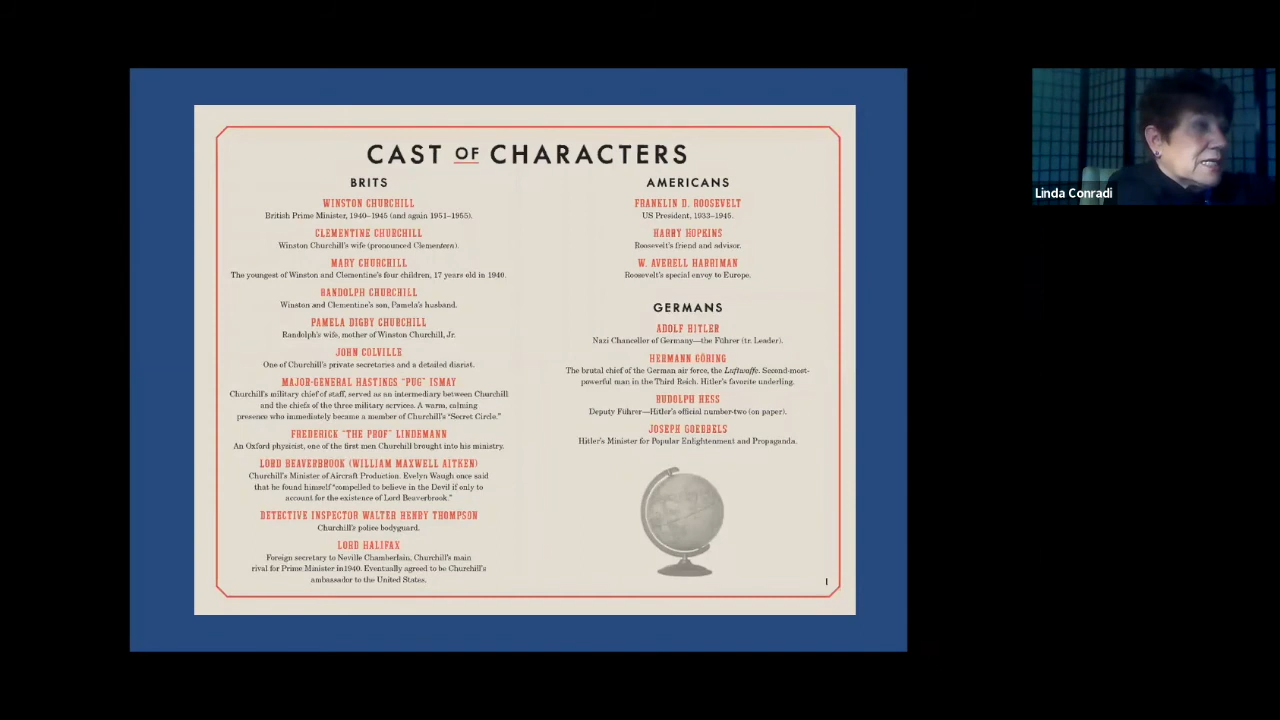 CAST OF CHARACTERS
BRITS
WINSTON CHURCHILL
British Prime Minister, 1940–1945 (and again 1951–1955).
CLEMENTINE CHURCHILL
Winston Churchill's wife (pronounced Clementeen).
MARY CHURCHILL
The youngest of Winston and Clementine's four children, 17 years old in 1940.
RANDOLPH CHURCHILL
Winston and Clementine's son, Pamela's husband.
PAMELA DIGBY CHURCHILL
Randolph's wife, mother of Winston Churchill, Jr.
JOHN COLVILLE
One of Churchill's private secretaries and a detailed diarist.
MAJOR-GENERAL HASTINGS "PUG" ISMAY
Churchill's military chief of staff, served as an intermediary between Churchill
and the chiefs of the three military services. A warm, calming
presence who immediately became a member of Churchill's "Secret Circle."
FREDERICK "THE PROF" LINDEMANN
An Oxford physicist, one of the first men Churchill brought into his ministry.
LORD BEAVERBROOK (WILLIAM MAXWELL AITKEN)
Churchill's Minister of Aircraft Production. Evelyn Waugh once said
that he found himself "compelled to believe in the Devil if only to
account for the existence of Lord Beaverbrook."
DETECTIVE INSPECTOR WALTER HENRY THOMPSON
Churchill's police bodyguard.
LORD HALIFAX
Foreign secretary to Neville Chamberlain, Churchill's main
rival for Prime Minister in1940. Eventually agreed to be Churchill's
ambassador to the United States.
AMERICANS
FRANKLIN D. ROOSEVELT
US President, 1933–1945.
HARRY HOPKINS
Roosevelt's friend and advisor.
W. AVERELL HARRIMAN
Roosevelt's special envoy to Europe.
GERMANS
ADOLF HITLER
Nazi Chancellor of Germany—the Führer (tr. Leader).
HERMANN GÖRING
The brutal chief of the German air force, the Luftwaffe. Second-most-
powerful man in the Third Reich. Hitler's favorite underling.
RUDOLPH HESS
Deputy Führer—Hitler's official number-two (on paper).
JOSEPH GOEBBELS
Hitler's Minister for Popular Enlightenment and Propaganda.
1
Linda Conradi